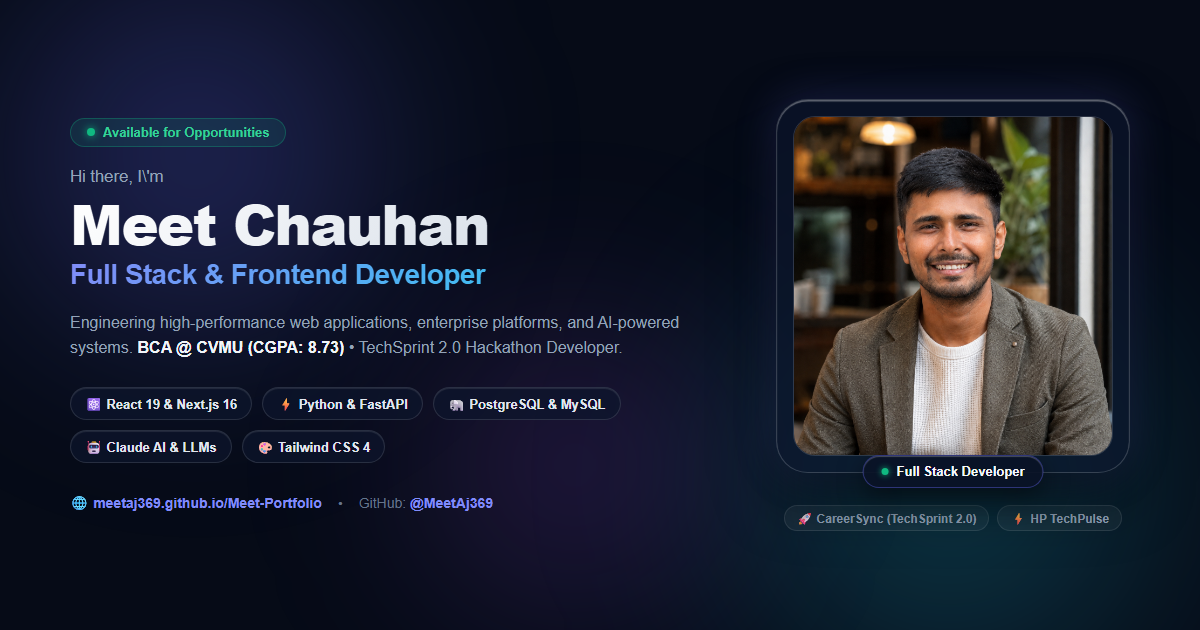 Available for Opportunities
Hi there, I\'m
Meet Chauhan
Full Stack & Frontend Developer
Engineering high-performance web applications, enterprise platforms, and AI-powered
systems. BCA @ CVMU (CGPA: 8.73) • TechSprint 2.0 Hackathon Developer.
React 19 & Next.js 16
Python & FastAPI
PostgreSQL & MySQL
Claude AI & LLMs
Tailwind CSS 4
meetaj369.github.io/Meet-Portfolio • GitHub: @MeetAj369
Full Stack Developer
CareerSync (TechSprint 2.0)
HP TechPulse